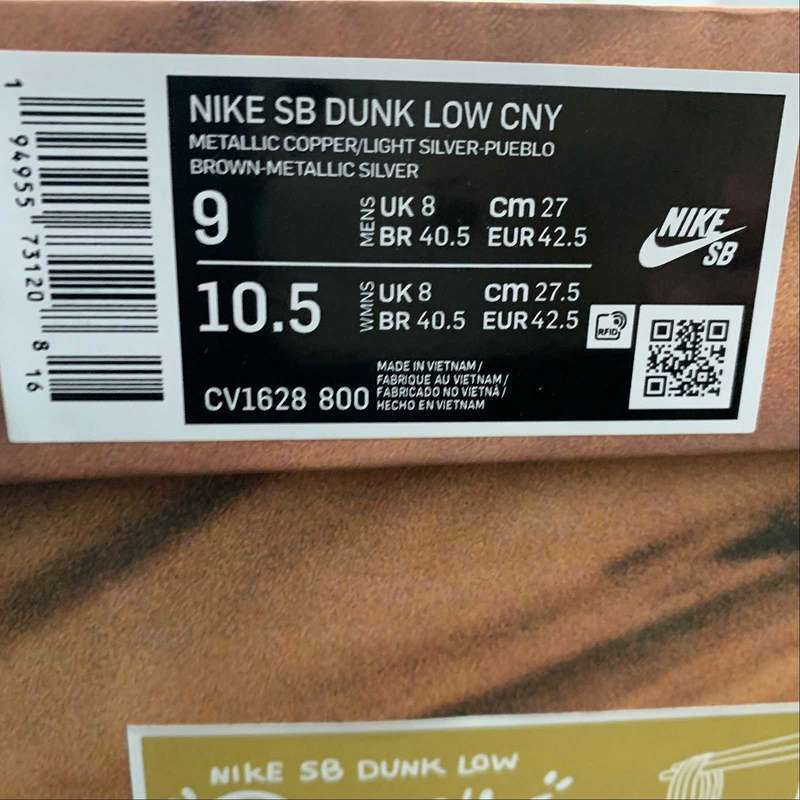 1 94955 73120 8 16
NIKE SB DUNK LOW CNY
METALLIC COPPER/LIGHT SILVER-PUEBLO
BROWN-METALLIC SILVER
9 MENS UK 8 cm 27
BR 40.5 EUR 42.5
10.5 WMNS UK 8 cm 27.5
BR 40.5 EUR 42.5
NIKE
SB
RFID
CV1628 800
MADE IN VIETNAM /
FABRIQUE AU VIETNAM /
FABRICADO NO VIETNÃ /
HECHO EN VIETNAM
NIKE SB DUNK LOW